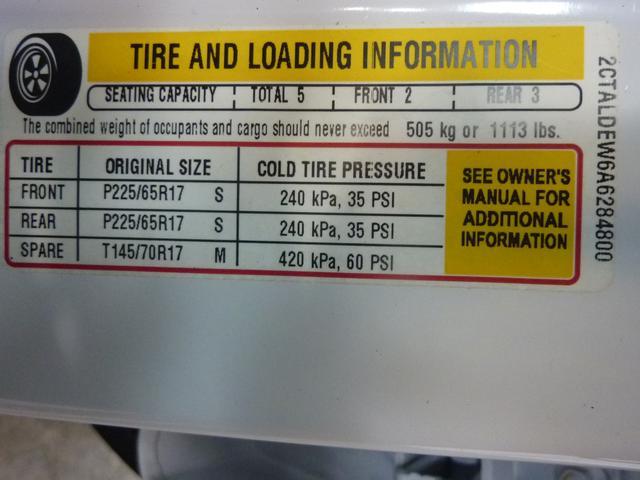 TIRE AND LOADING INFORMATION
SEATING CAPACITY TOTAL 5 FRONT 2 REAR 3
The combined weight of occupants and cargo should never exceed 505 kg or 1113 lbs.
TIRE ORIGINAL SIZE COLD TIRE PRESSURE
FRONT P225/65R17 S 240 kPa, 35 PSI
REAR P225/65R17 S 240 kPa, 35 PSI
SPARE T145/70R17 M 420 kPa, 60 PSI
SEE OWNER'S
MANUAL FOR
ADDITIONAL
INFORMATION
2CTALDEW6A6284800